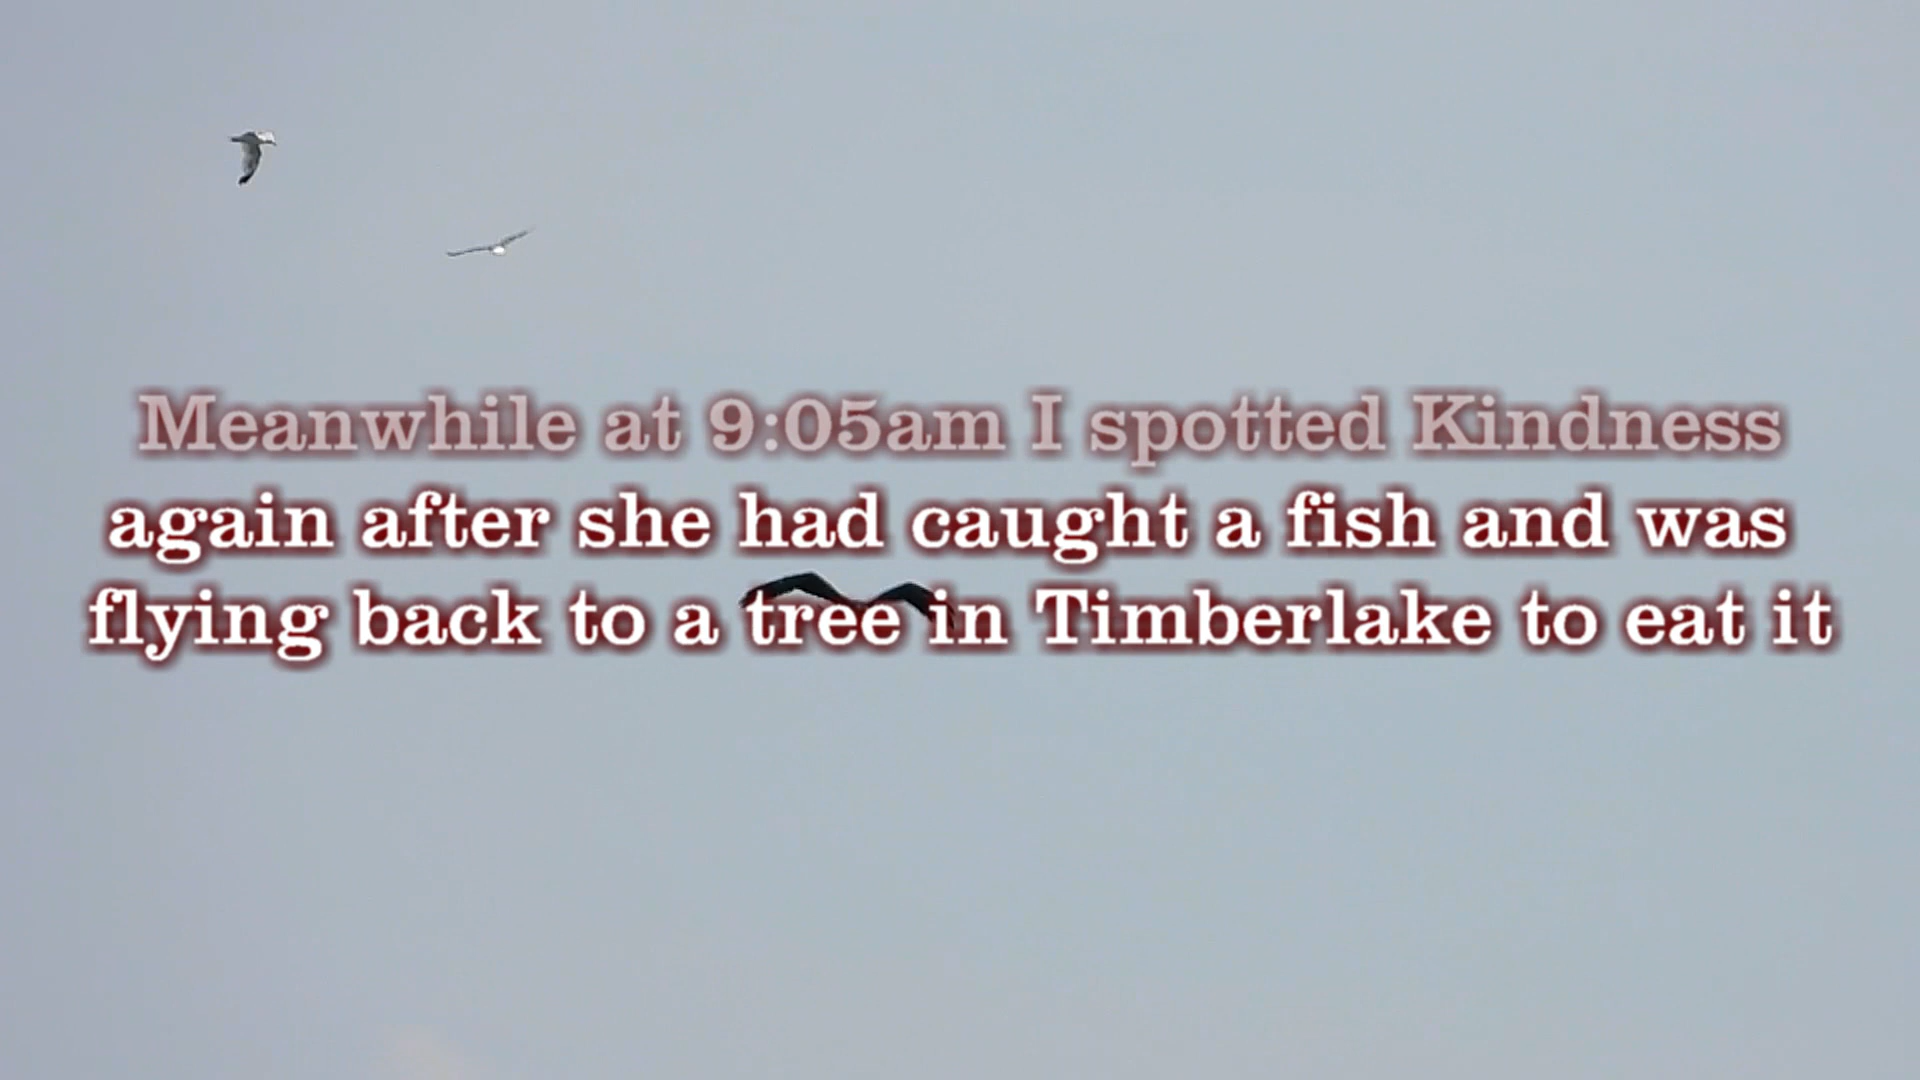 Meanwhile at 9:05am I spotted Kindness
again after she had caught a fish and was
flying back to a tree in Timberlake to eat it